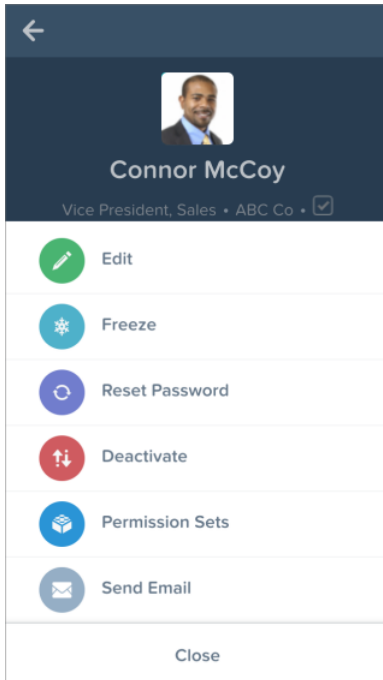 Connor McCoy
Vice President, Sales • ABC Co •
Edit
Freeze
Reset Password
Deactivate
Permission Sets
Send Email
Close